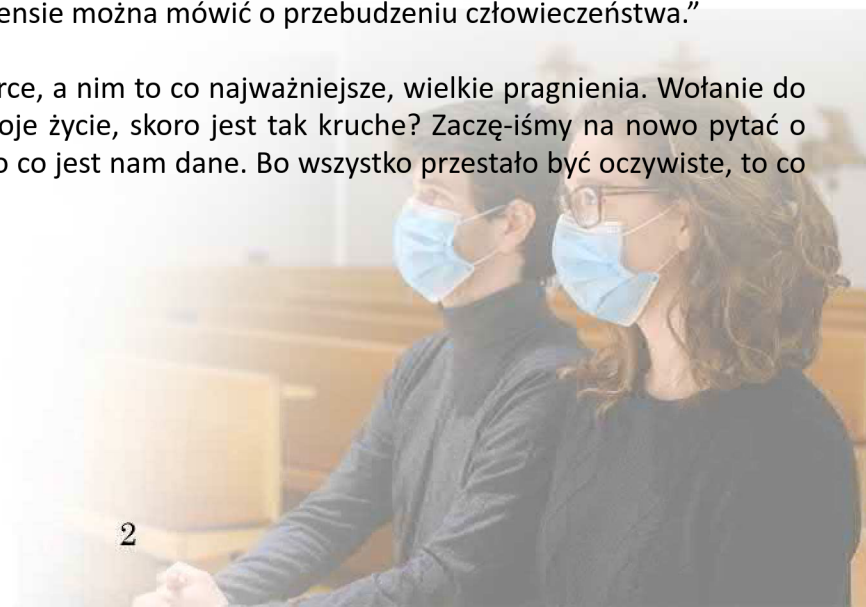 ensie można mówić o przebudzeniu człowieczeństwa.”
rce, a nim to co najważniejsze, wielkie pragnienia. Wołanie do
oje życie, skoro jest tak kruche? Zaczę-iśmy na nowo pytać o
o co jest nam dane. Bo wszystko przestało być oczywiste, to co
2